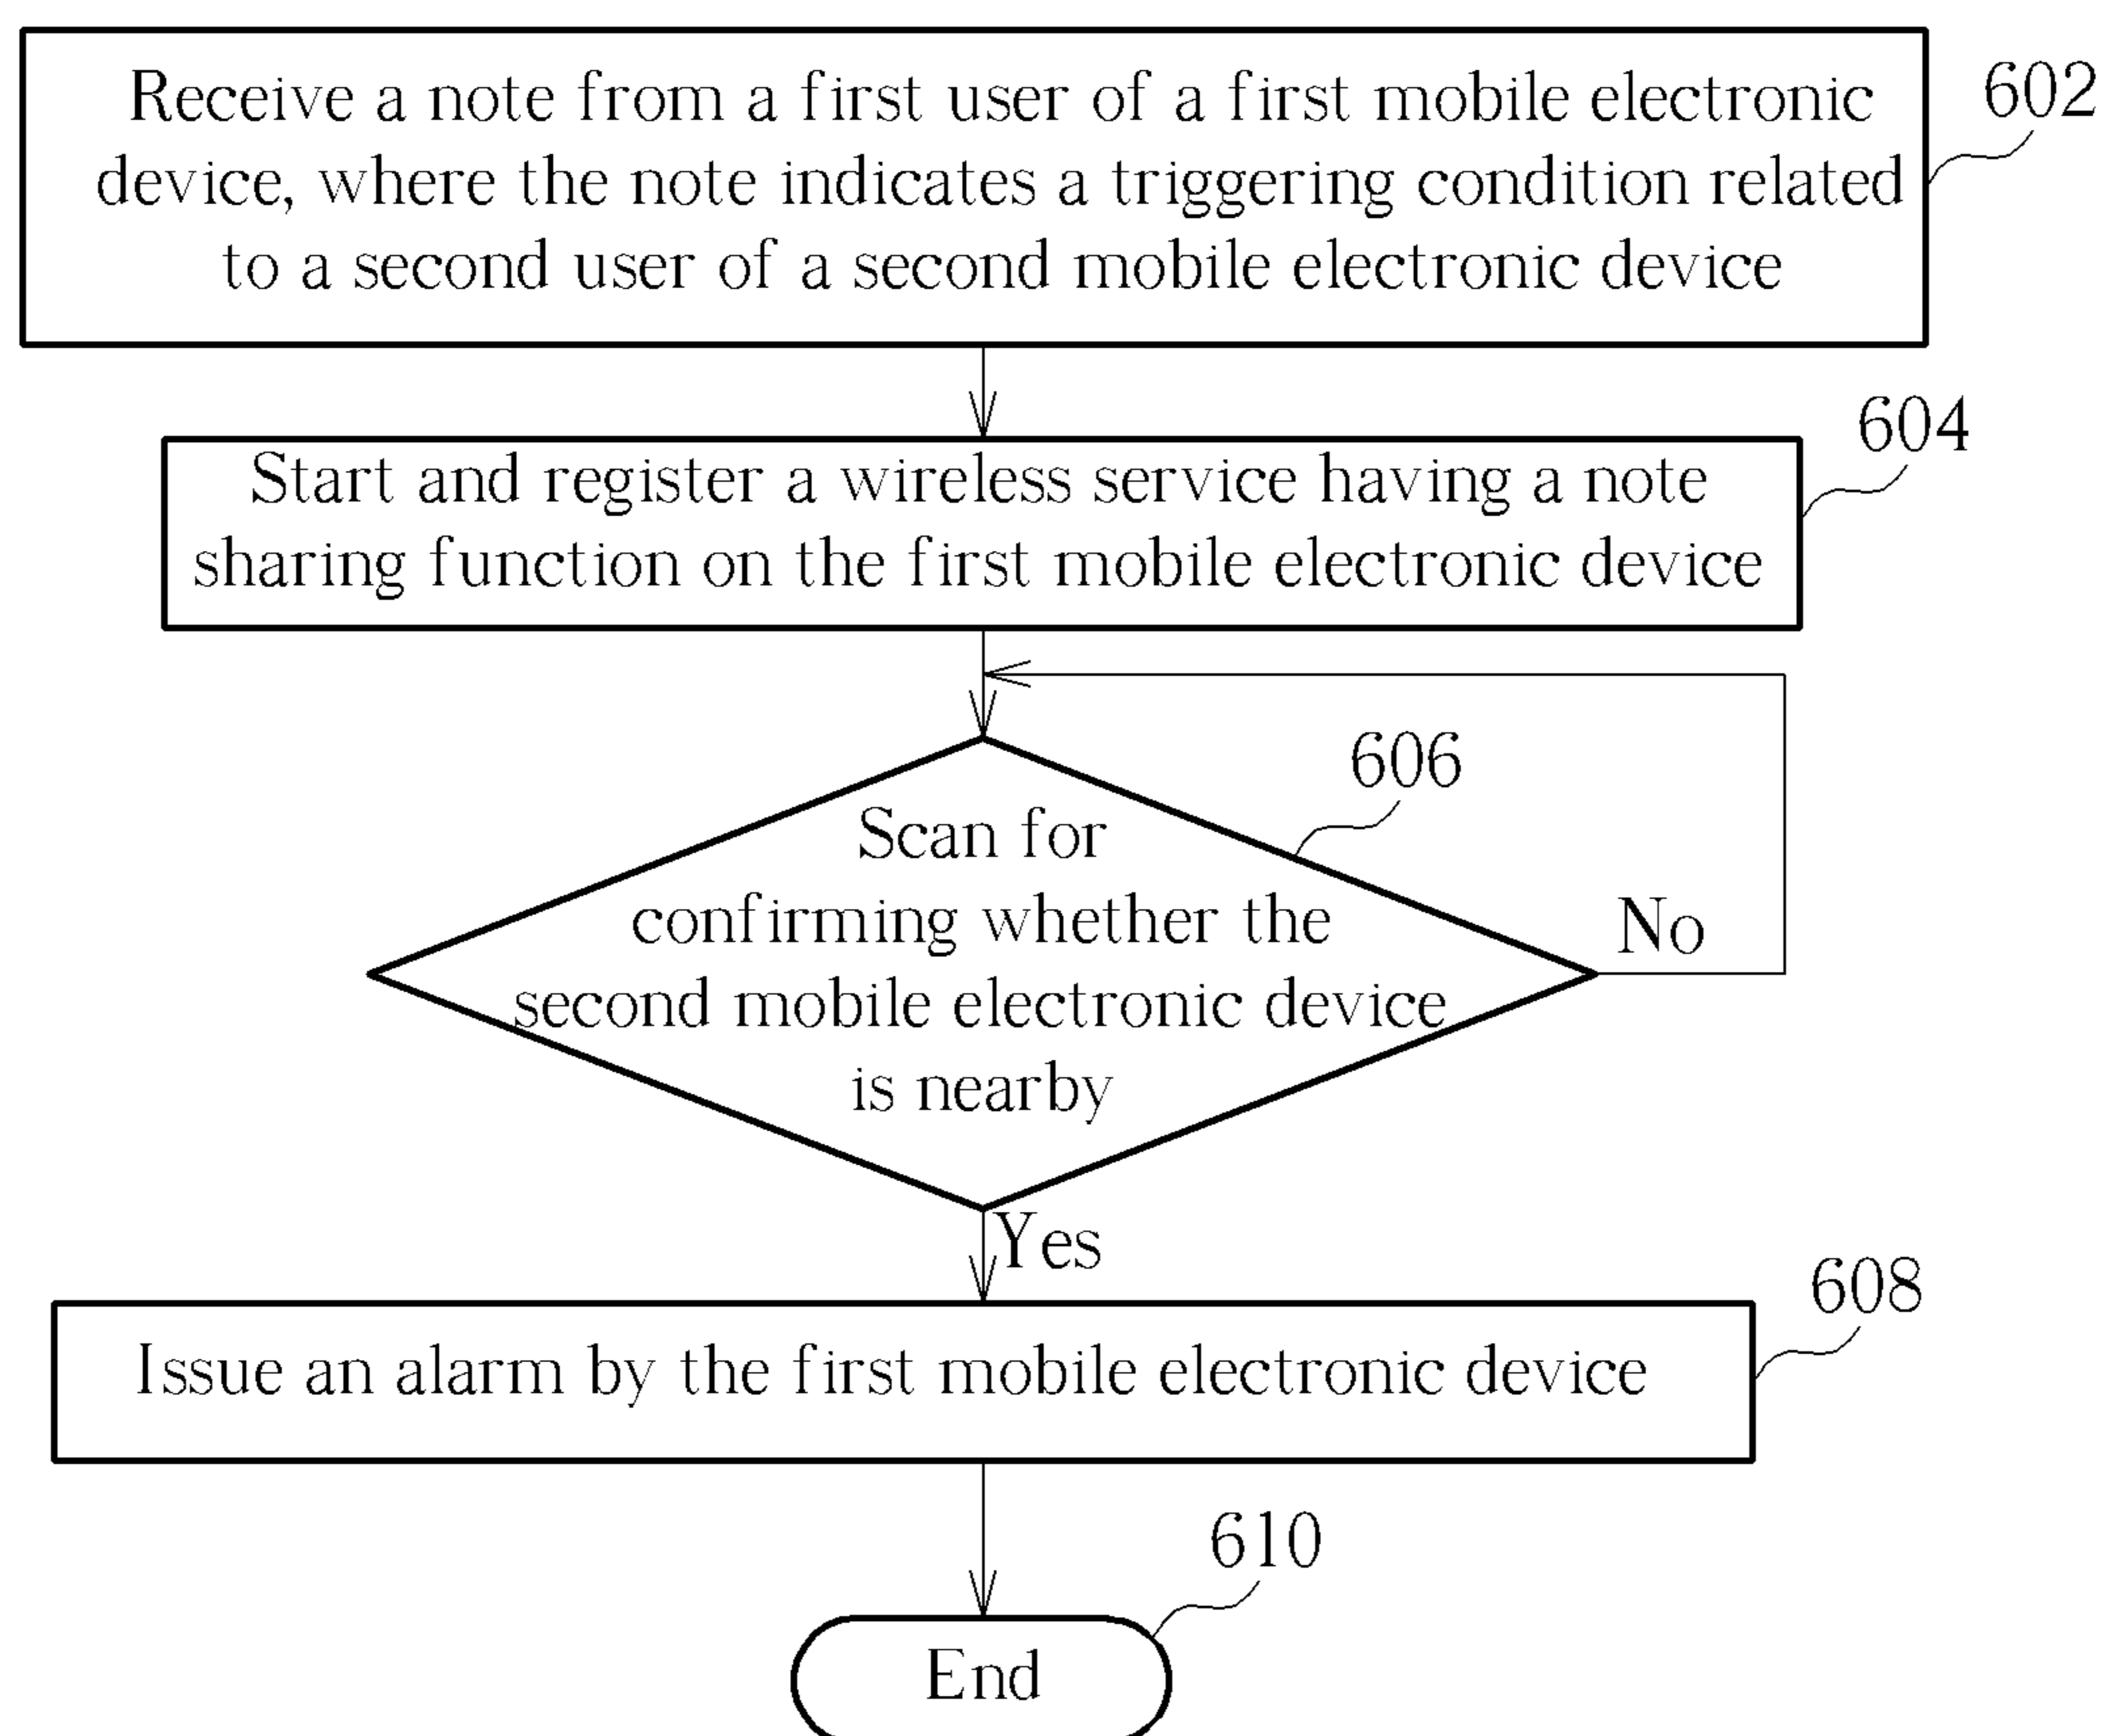 Receive a note from a first user of a first mobile electronic
device, where the note indicates a triggering condition related
to a second user of a second mobile electronic device
602
Start and register a wireless service having a note
sharing function on the first mobile electronic device
604
Scan for
confirming whether the
second mobile electronic device
is nearby
606
No
Yes
Issue an alarm by the first mobile electronic device
608
End
610